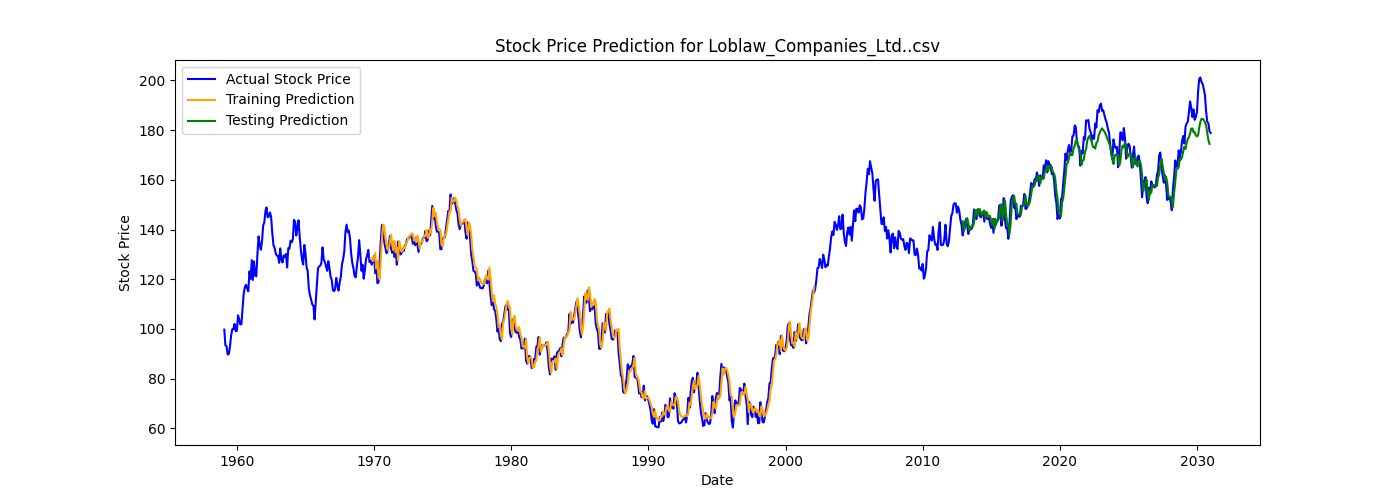 Stock Price Prediction for Loblaw_Companies_Ltd..csv
Actual Stock Price
Training Prediction
Testing Prediction
Stock Price
200
180
160
140
120
100
80
60
1960 1970 1980 1990 2000 2010 2020 2030
Date